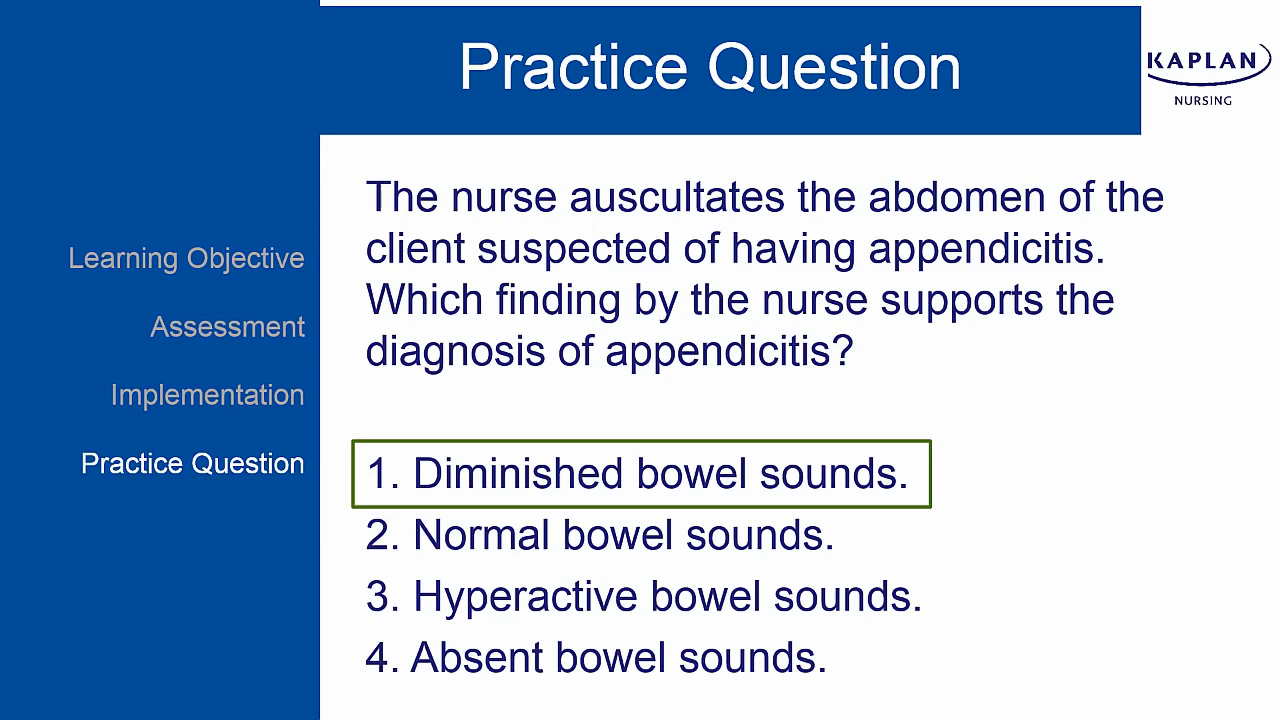 Practice Question
KAPLAN
NURSING
Learning Objective
Assessment
Implementation
Practice Question
The nurse auscultates the abdomen of the
client suspected of having appendicitis.
Which finding by the nurse supports the
diagnosis of appendicitis?
1. Diminished bowel sounds.
2. Normal bowel sounds.
3. Hyperactive bowel sounds.
4. Absent bowel sounds.